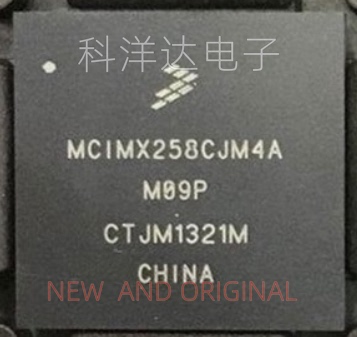 科洋达电子
MCIMX258CJM4A
M09P
CTJM1321M
CHINA
NEW AND ORIGINAL